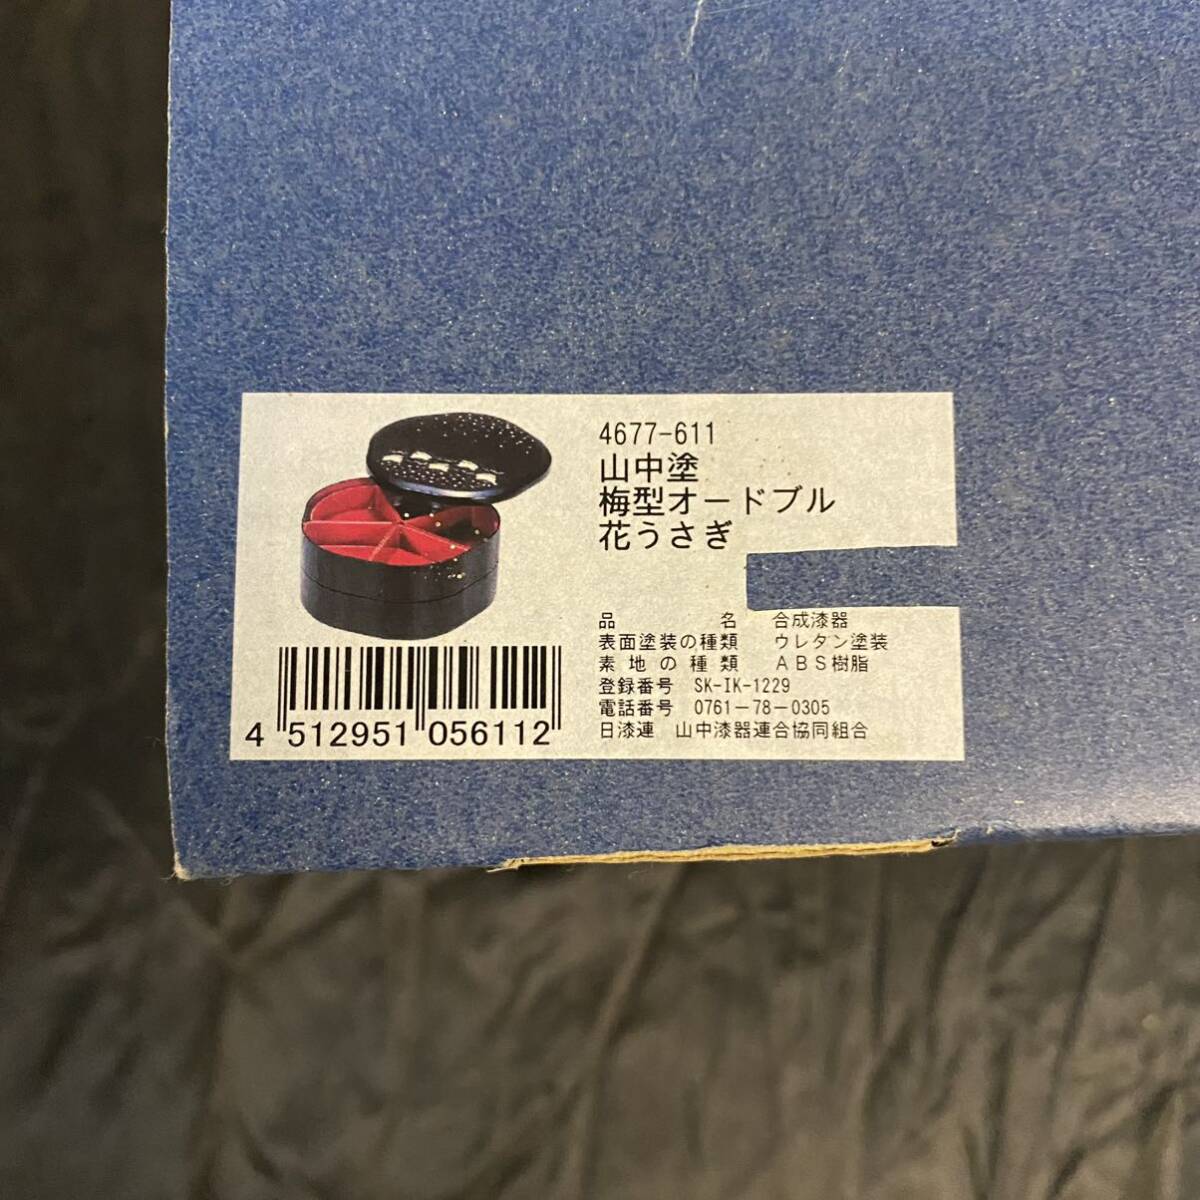 4677-611
山中塗
梅型オードブル
花うさぎ
品名 合成漆器
表面塗装の種類 ウレタン塗装
素地の種類 ABS樹脂
登録番号 SK-IK-1229
電話番号 0761-78-0305
日漆連 山中漆器連合協同組合
4 512951 056112